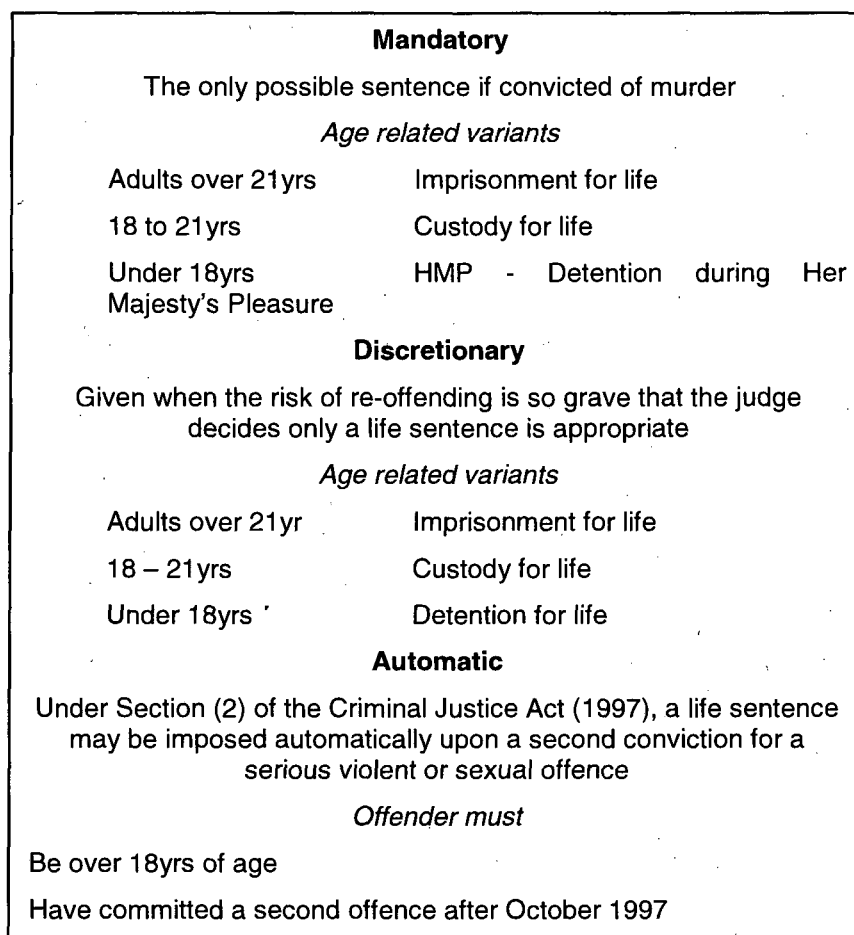 Mandatory
The only possible sentence if convicted of murder
Age related variants
Adults over 21yrs Imprisonment for life
18 to 21yrs Custody for life
Under 18yrs HMP - Detention during Her
Majesty's Pleasure
Discretionary
Given when the risk of re-offending is so grave that the judge
decides only a life sentence is appropriate
Age related variants
Adults over 21yr Imprisonment for life
18 – 21yrs Custody for life
Under 18yrs Detention for life
Automatic
Under Section (2) of the Criminal Justice Act (1997), a life sentence
may be imposed automatically upon a second conviction for a
serious violent or sexual offence
Offender must
Be over 18yrs of age
Have committed a second offence after October 1997